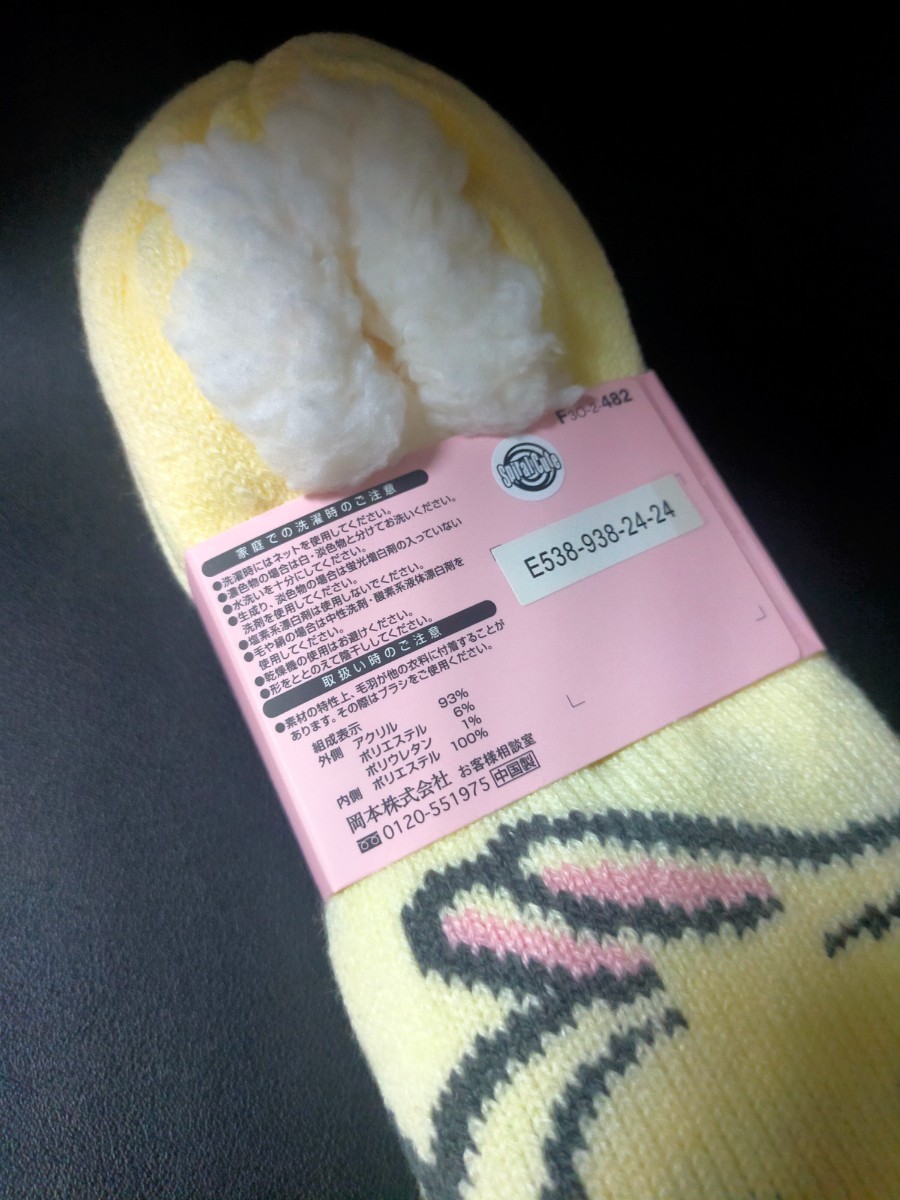 F30-2-482
Spiral Cute
E538-938-24-24
家庭での洗濯時のご注意
●洗濯時にはネットを使用してください。
●濃色物の場合は白・淡色物と分けてお洗いください。
●水洗いを十分にしてください。
●生成り、淡色物の場合は蛍光増白剤の入っていない
洗剤を使用してください。
●塩素系漂白剤は使用しないでください。
●毛や絹の場合は中性洗剤・酸素系液体漂白剤を
使用してください。
●乾燥機の使用はお避けください。
●形をととのえて陰干ししてください。
取扱い時のご注意
●素材の特性上、毛羽が他の衣料に付着することが
あります。その際はブラシをご使用ください。
組成表示
外側 アクリル 93%
ポリエステル 6%
ポリウレタン 1%
内側 ポリエステル 100%
岡本株式会社 お客様相談室
0120-551975 中国製